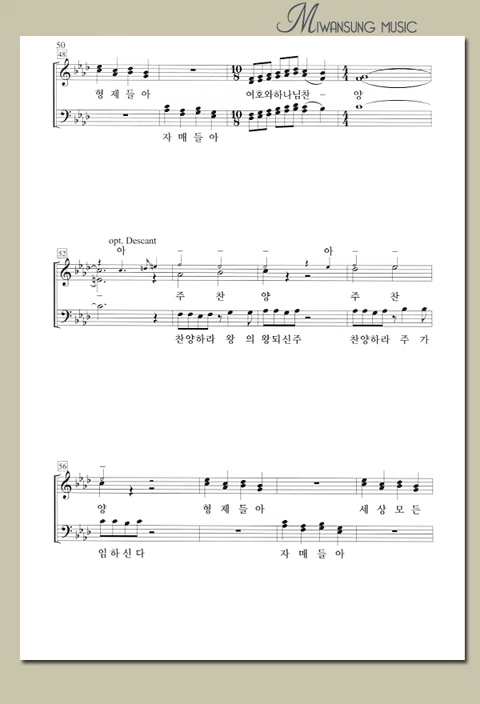 MIWANSUNG MUSIC
50
48
형 제 들 아 여호와하나님찬 – 양
자 매 들 아
opt. Descant
52
아 – – – 아 –
– 주 찬 양 주 찬
찬양하라 왕 의 왕되신주 찬양하라 주 가
56
–
양 형 제 들 아 세 상 모 든
임 하 신 다 자 매 들 아